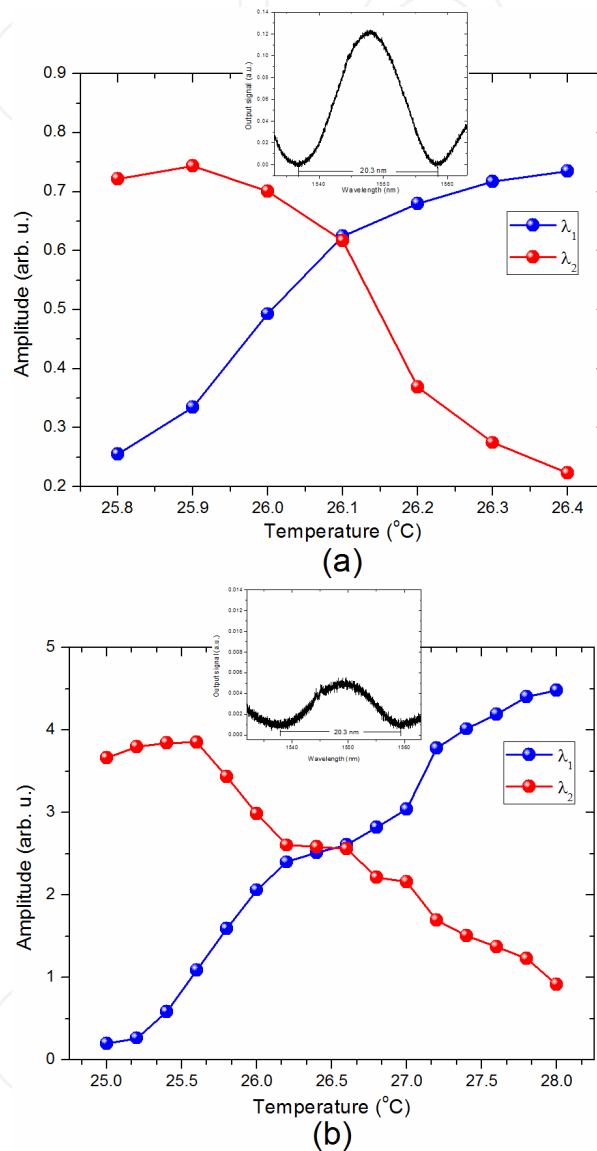 0.14
0.12
0.10
0.08
0.06
0.04
0.02
0.00
Output signal (a.u.)
20.3 nm
1540 1550 1560
Wavelength (nm)
0.9
0.8
0.7
0.6
0.5
0.4
0.3
0.2
Amplitude (arb. u.)
λ1
λ2
25.8 25.9 26.0 26.1 26.2 26.3 26.4
Temperature (°C)
(a)
0.014
0.012
0.010
0.008
0.006
0.004
0.002
0.000
Output signal (a.u.)
20.3 nm
1540 1550 1560
Wavelength (nm)
5
4
3
2
1
0
Amplitude (arb. u.)
λ1
λ2
25.0 25.5 26.0 26.5 27.0 27.5 28.0
Temperature (°C)
(b)